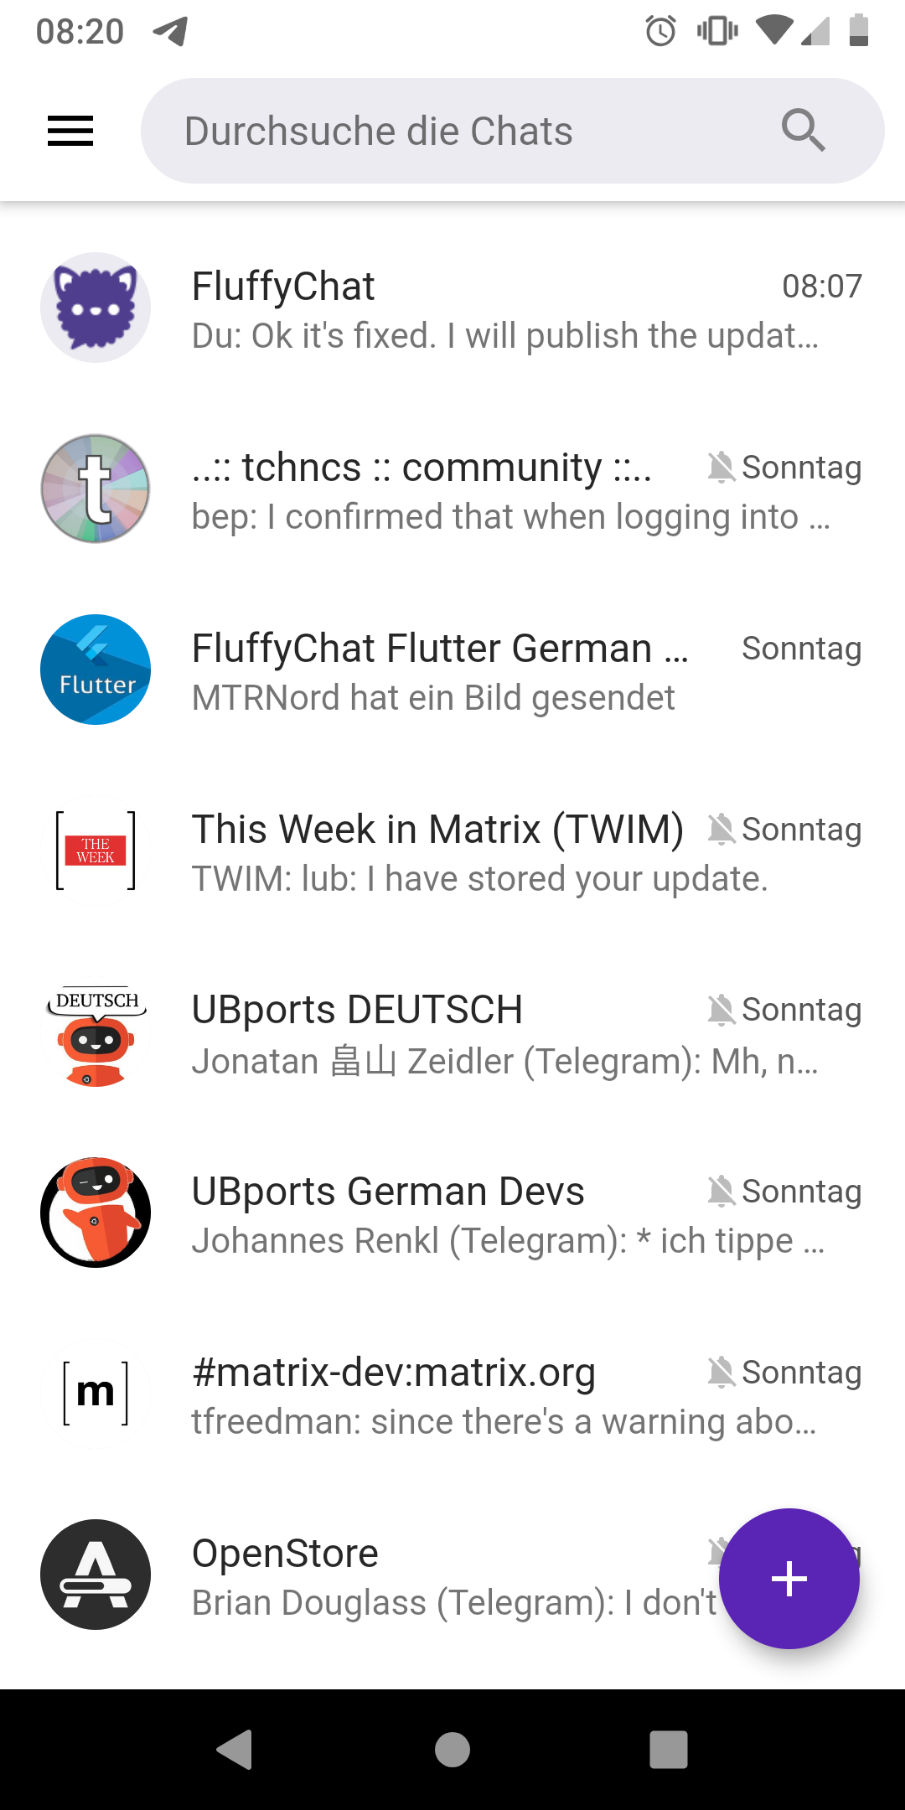 08:20
Durchsuche die Chats
FluffyChat 08:07
Du: Ok it's fixed. I will publish the updat...
t
..:: tchncs :: community ::.. Sonntag
bep: I confirmed that when logging into ...
FluffyChat Flutter German ... Sonntag
Flutter
MTRNord hat ein Bild gesendet
This Week in Matrix (TWIM) Sonntag
[THE
WEEK]
TWIM: lub: I have stored your update.
DEUTSCH
UBports DEUTSCH Sonntag
Jonatan 畠山 Zeidler (Telegram): Mh, n...
UBports German Devs Sonntag
Johannes Renkl (Telegram): * ich tippe ...
#matrix-dev:matrix.org Sonntag
[m]
tfreedman: since there's a warning abo...
OpenStore
Brian Douglass (Telegram): I don't
+